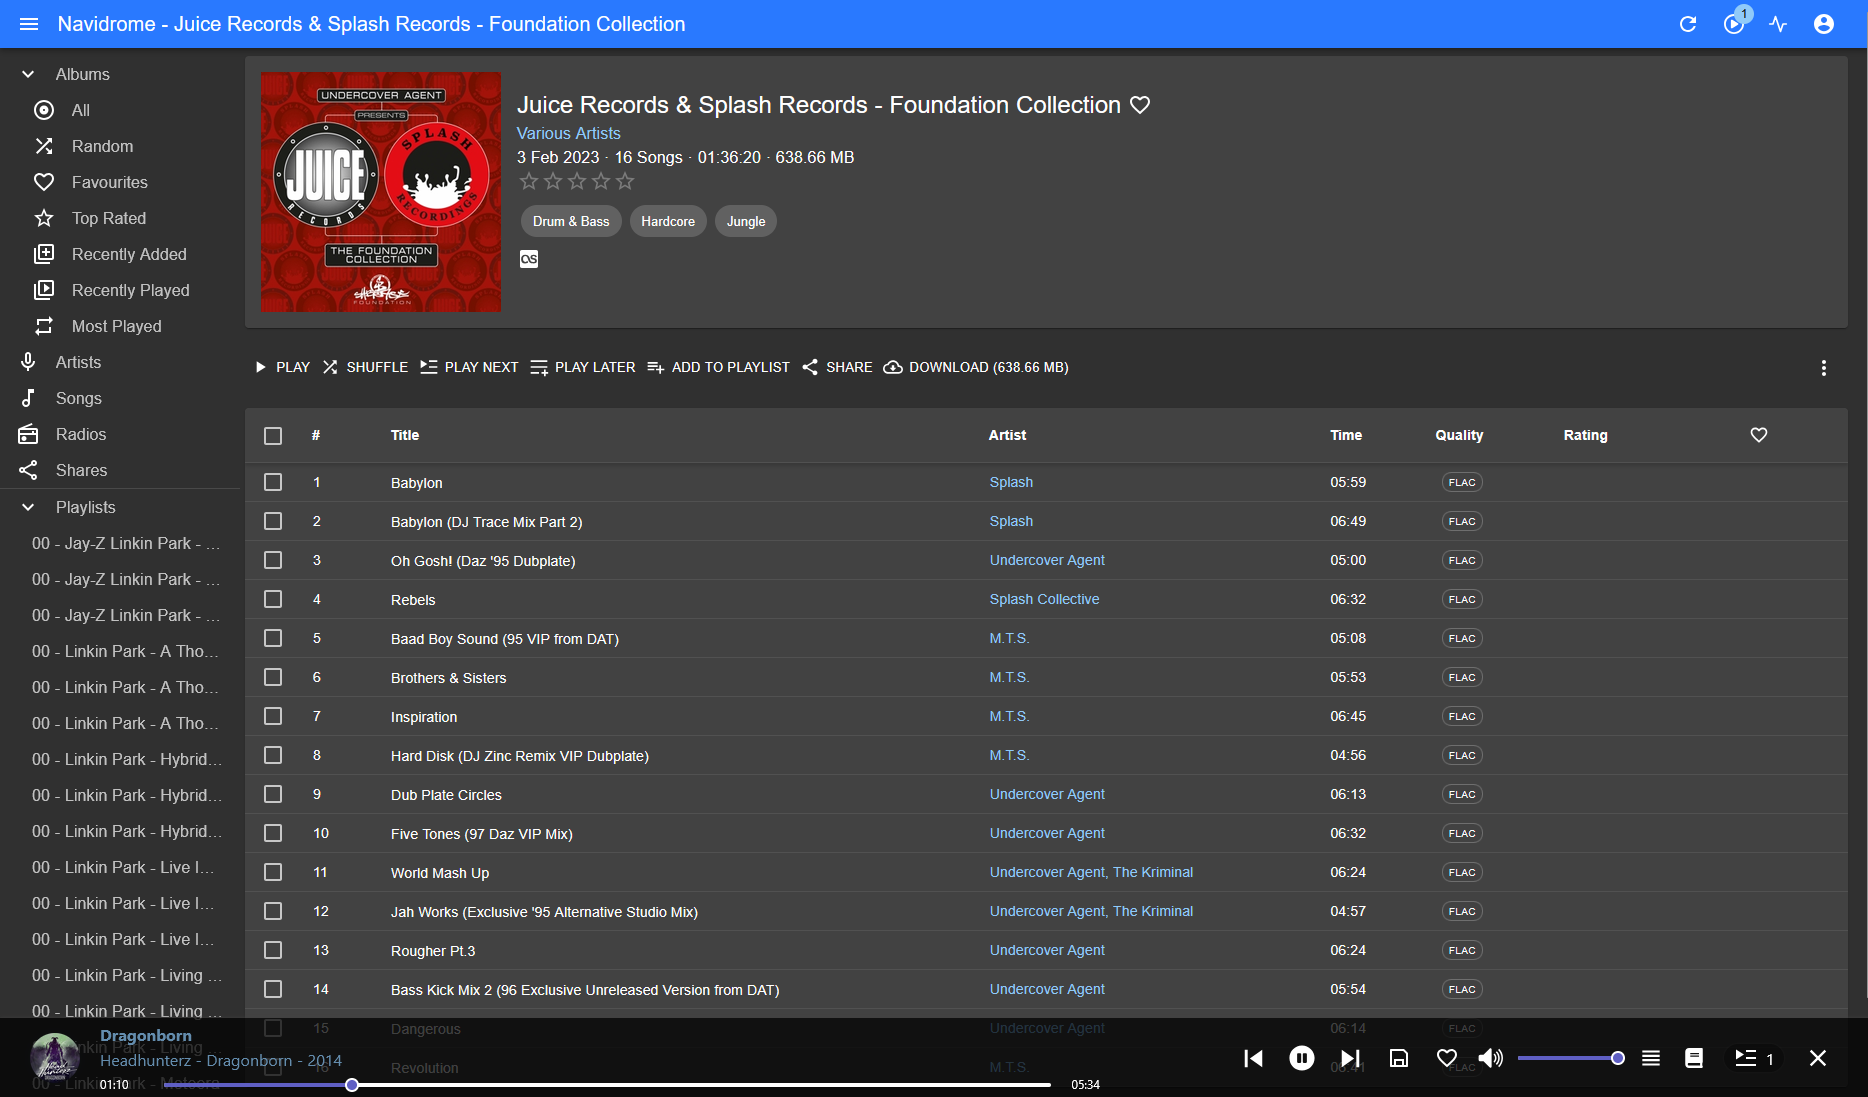 Navidrome - Juice Records & Splash Records - Foundation Collection
1
Albums
All
Random
Favourites
Top Rated
Recently Added
Recently Played
Most Played
Artists
Songs
Radios
Shares
Playlists
00 - Jay-Z Linkin Park - ...
00 - Jay-Z Linkin Park - ...
00 - Jay-Z Linkin Park - ...
00 - Linkin Park - A Tho...
00 - Linkin Park - A Tho...
00 - Linkin Park - A Tho...
00 - Linkin Park - Hybrid...
00 - Linkin Park - Hybrid...
00 - Linkin Park - Hybrid...
00 - Linkin Park - Live I...
00 - Linkin Park - Live I...
00 - Linkin Park - Live I...
00 - Linkin Park - Living ...
00 - Linkin Park - Living ...
UNDERCOVER AGENT
PRESENTS
JUICE
RECORDS
SPLASH
RECORDINGS
THE FOUNDATION
COLLECTION
FOUNDATION
Juice Records & Splash Records - Foundation Collection
Various Artists
3 Feb 2023 · 16 Songs · 01:36:20 · 638.66 MB
Drum & Bass Hardcore Jungle
PLAY SHUFFLE PLAY NEXT PLAY LATER ADD TO PLAYLIST SHARE DOWNLOAD (638.66 MB)
# Title Artist Time Quality Rating
1 Babylon Splash 05:59 FLAC
2 Babylon (DJ Trace Mix Part 2) Splash 06:49 FLAC
3 Oh Gosh! (Daz '95 Dubplate) Undercover Agent 05:00 FLAC
4 Rebels Splash Collective 06:32 FLAC
5 Baad Boy Sound (95 VIP from DAT) M.T.S. 05:08 FLAC
6 Brothers & Sisters M.T.S. 05:53 FLAC
7 Inspiration M.T.S. 06:45 FLAC
8 Hard Disk (DJ Zinc Remix VIP Dubplate) M.T.S. 04:56 FLAC
9 Dub Plate Circles Undercover Agent 06:13 FLAC
10 Five Tones (97 Daz VIP Mix) Undercover Agent 06:32 FLAC
11 World Mash Up Undercover Agent, The Kriminal 06:24 FLAC
12 Jah Works (Exclusive '95 Alternative Studio Mix) Undercover Agent, The Kriminal 04:57 FLAC
13 Rougher Pt.3 Undercover Agent 06:24 FLAC
14 Bass Kick Mix 2 (96 Exclusive Unreleased Version from DAT) Undercover Agent 05:54 FLAC
15 Dangerous Undercover Agent 06:14 FLAC
16 Revolution FLAC
Dragonborn
Headhunterz - Dragonborn - 2014
01:10 05:34
1